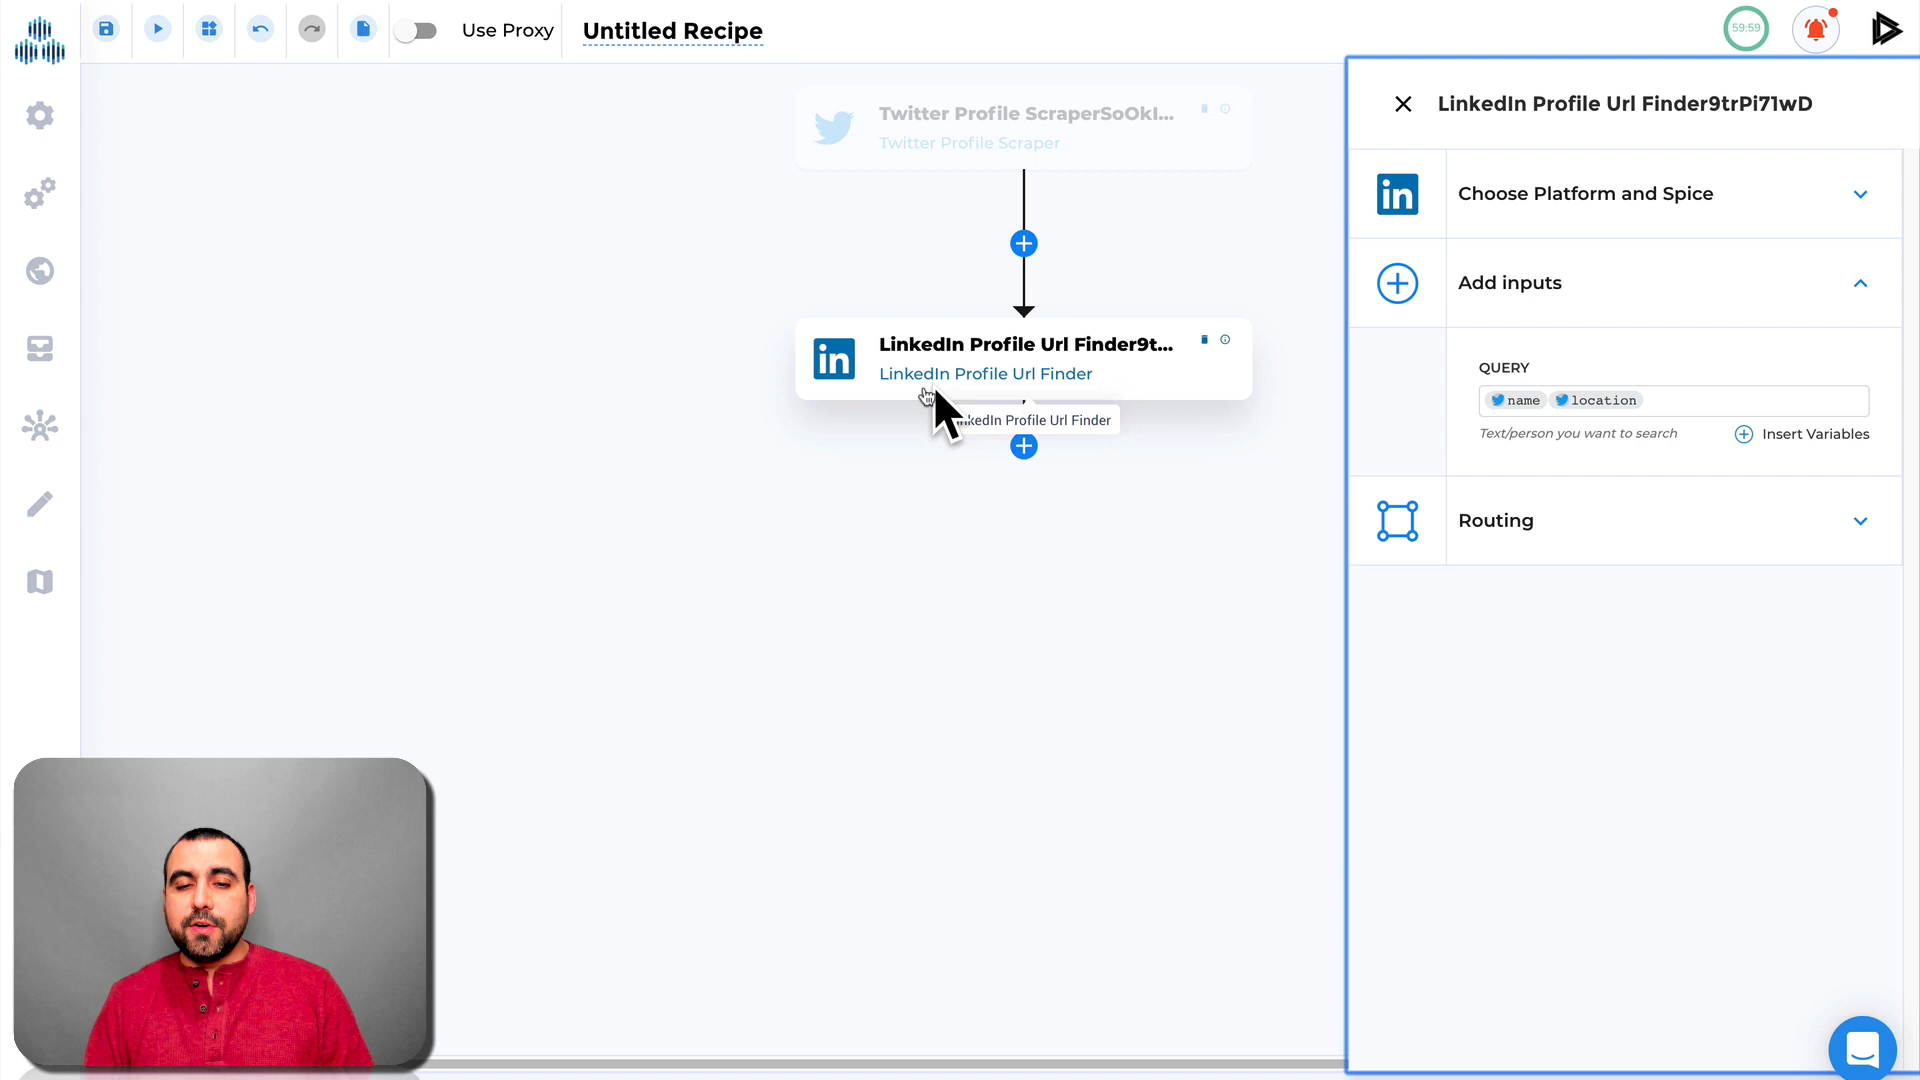 Use Proxy
Untitled Recipe
59:59
Twitter Profile ScraperSoOkI...
Twitter Profile Scraper
LinkedIn Profile Url Finder9t...
LinkedIn Profile Url Finder
nkedIn Profile Url Finder
LinkedIn Profile Url Finder9trPi71wD
Choose Platform and Spice
Add inputs
QUERY
name location
Text/person you want to search
Insert Variables
Routing